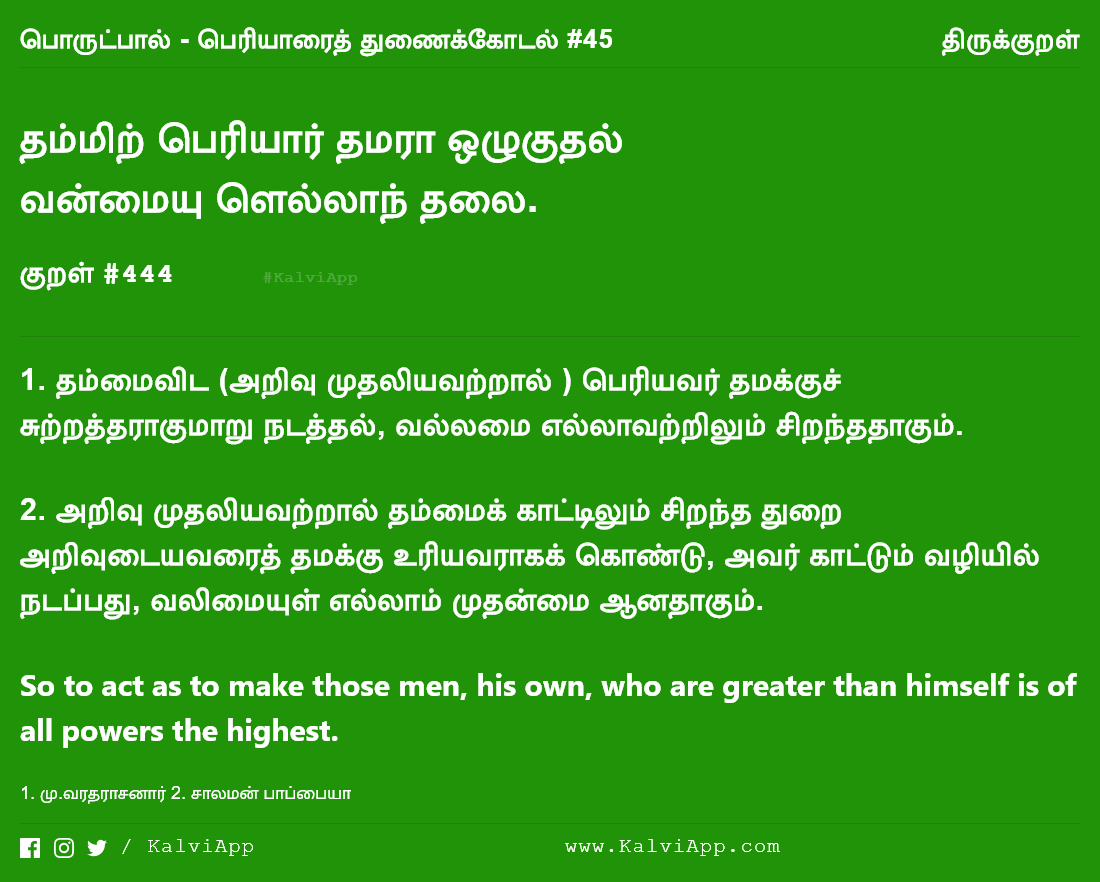 பொருட்பால் - பெரியாரைத் துணைக்கோடல் #45 திருக்குறள்
தம்மிற் பெரியார் தமரா ஒழுகுதல்
வன்மையு ளெல்லாந் தலை.
குறள் #444 #KalviApp
1. தம்மைவிட (அறிவு முதலியவற்றால் ) பெரியவர் தமக்குச்
சுற்றத்தராகுமாறு நடத்தல், வல்லமை எல்லாவற்றிலும் சிறந்ததாகும்.
2. அறிவு முதலியவற்றால் தம்மைக் காட்டிலும் சிறந்த துறை
அறிவுடையவரைத் தமக்கு உரியவராகக் கொண்டு, அவர் காட்டும் வழியில்
நடப்பது, வலிமையுள் எல்லாம் முதன்மை ஆனதாகும்.
So to act as to make those men, his own, who are greater than himself is of
all powers the highest.
1. மு.வரதராசனார் 2. சாலமன் பாப்பையா
/ KalviApp www.KalviApp.com